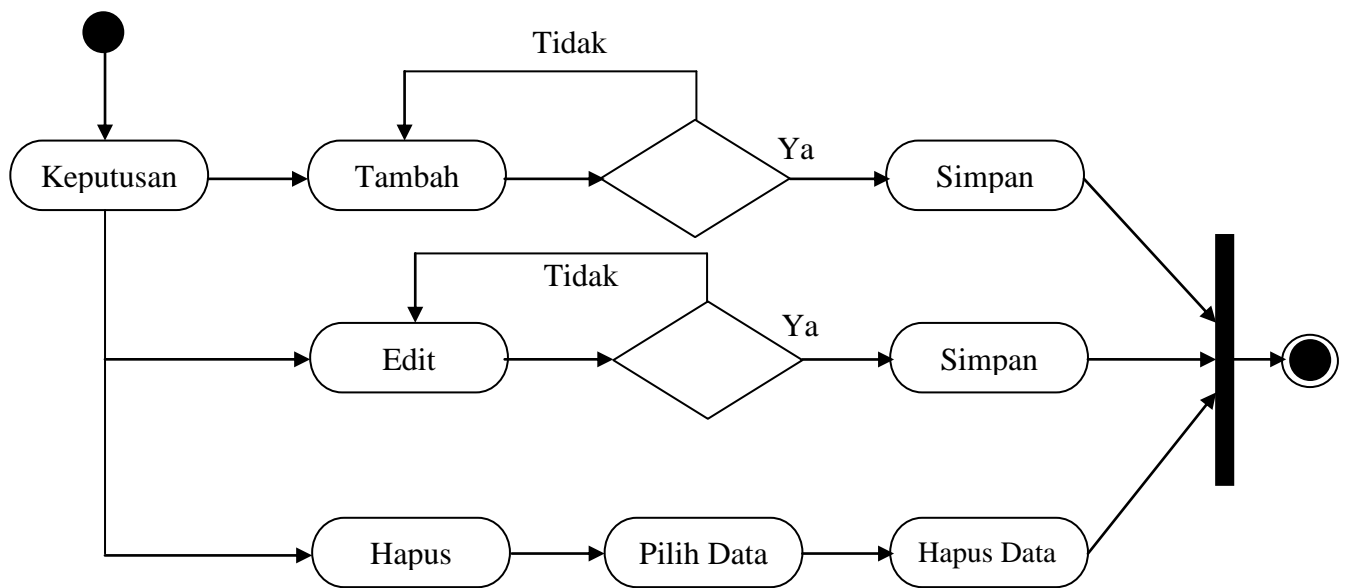 Tidak
Keputusan
Tambah
Ya
Simpan
Tidak
Edit
Ya
Simpan
Hapus
Pilih Data
Hapus Data